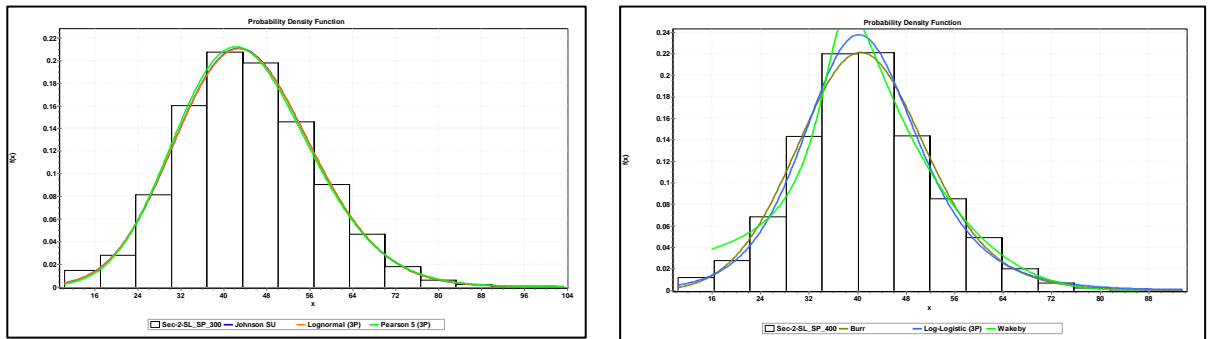 Probability Density Function
f(x)
0.22
0.2
0.18
0.16
0.14
0.12
0.1
0.08
0.06
0.04
0.02
0
16 24 32 40 48 56 64 72 80 88 96 104
x
Sec-2-SL_SP_300 Johnson SU Lognormal (3P) Pearson 5 (3P)
Probability Density Function
f(x)
0.24
0.22
0.2
0.18
0.16
0.14
0.12
0.1
0.08
0.06
0.04
0.02
0
16 24 32 40 48 56 64 72 80 88
x
Sec-2-SL_SP_400 Burr Log-Logistic (3P) Wakeby